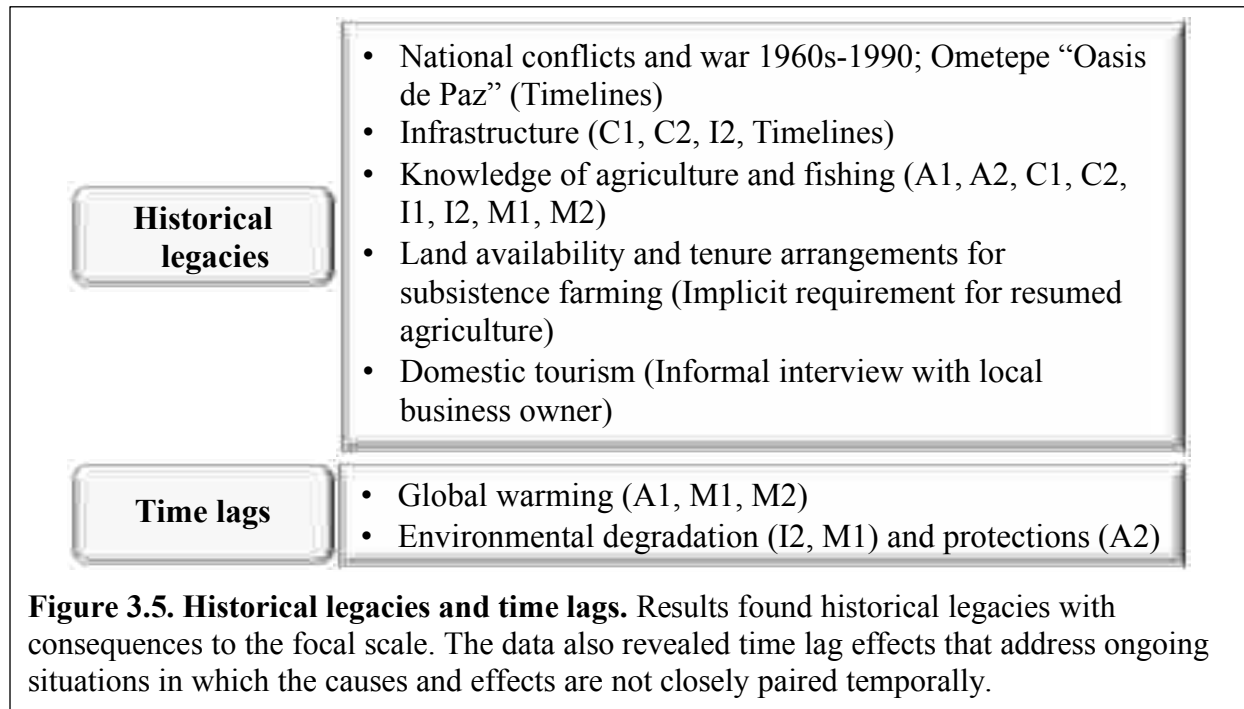 Historical
legacies
• National conflicts and war 1960s-1990; Ometepe “Oasis
de Paz” (Timelines)
• Infrastructure (C1, C2, I2, Timelines)
• Knowledge of agriculture and fishing (A1, A2, C1, C2,
I1, I2, M1, M2)
• Land availability and tenure arrangements for
subsistence farming (Implicit requirement for resumed
agriculture)
• Domestic tourism (Informal interview with local
business owner)
Time lags
• Global warming (A1, M1, M2)
• Environmental degradation (I2, M1) and protections (A2)
Figure 3.5. Historical legacies and time lags. Results found historical legacies with
consequences to the focal scale. The data also revealed time lag effects that address ongoing
situations in which the causes and effects are not closely paired temporally.